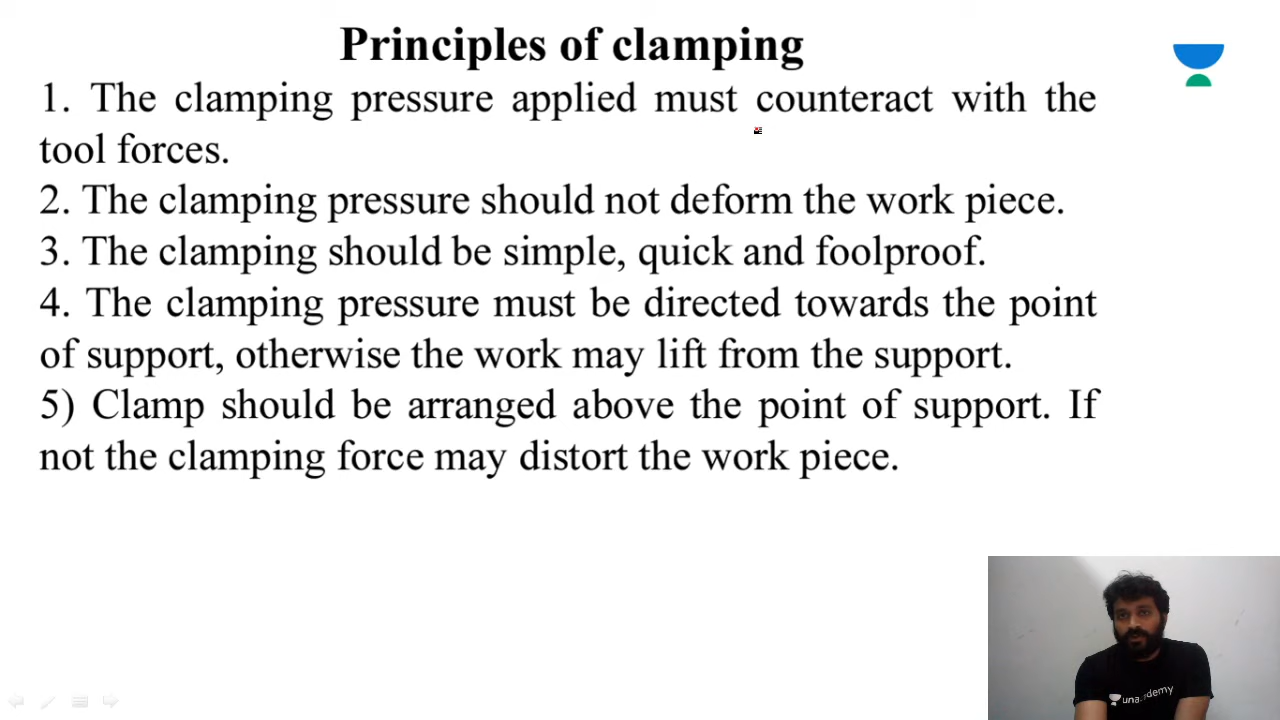 Principles of clamping
1. The clamping pressure applied must counteract with the
tool forces.
2. The clamping pressure should not deform the work piece.
3. The clamping should be simple, quick and foolproof.
4. The clamping pressure must be directed towards the point
of support, otherwise the work may lift from the support.
5) Clamp should be arranged above the point of support. If
not the clamping force may distort the work piece.